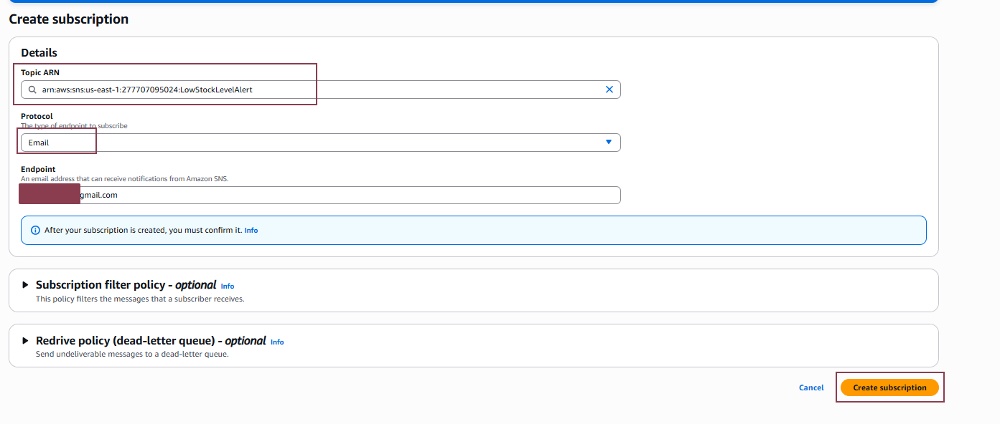 Create subscription
Details
Topic ARN
arn:aws:sns:us-east-1:277707095024:LowStockLevelAlert
Protocol
The type of endpoint to subscribe
Email
Endpoint
An email address that can receive notifications from Amazon SNS.
gmail.com
After your subscription is created, you must confirm it. Info
Subscription filter policy - optional Info
This policy filters the messages that a subscriber receives.
Redrive policy (dead-letter queue) - optional Info
Send undeliverable messages to a dead-letter queue.
Cancel Create subscription